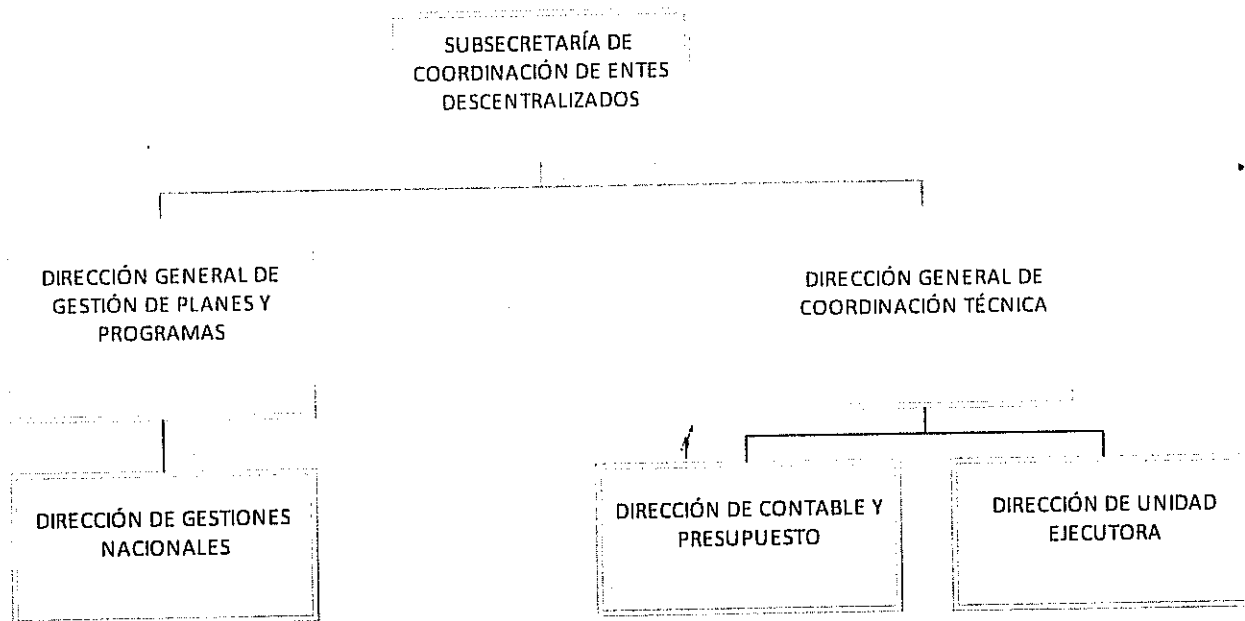 SUBSECRETARÍA DE
COORDINACIÓN DE ENTES
DESCENTRALIZADOS
DIRECCIÓN GENERAL DE
GESTIÓN DE PLANES Y
PROGRAMAS
DIRECCIÓN GENERAL DE
COORDINACIÓN TÉCNICA
DIRECCIÓN DE GESTIONES
NACIONALES
DIRECCIÓN DE CONTABLE Y
PRESUPUESTO
DIRECCIÓN DE UNIDAD
EJECUTORA